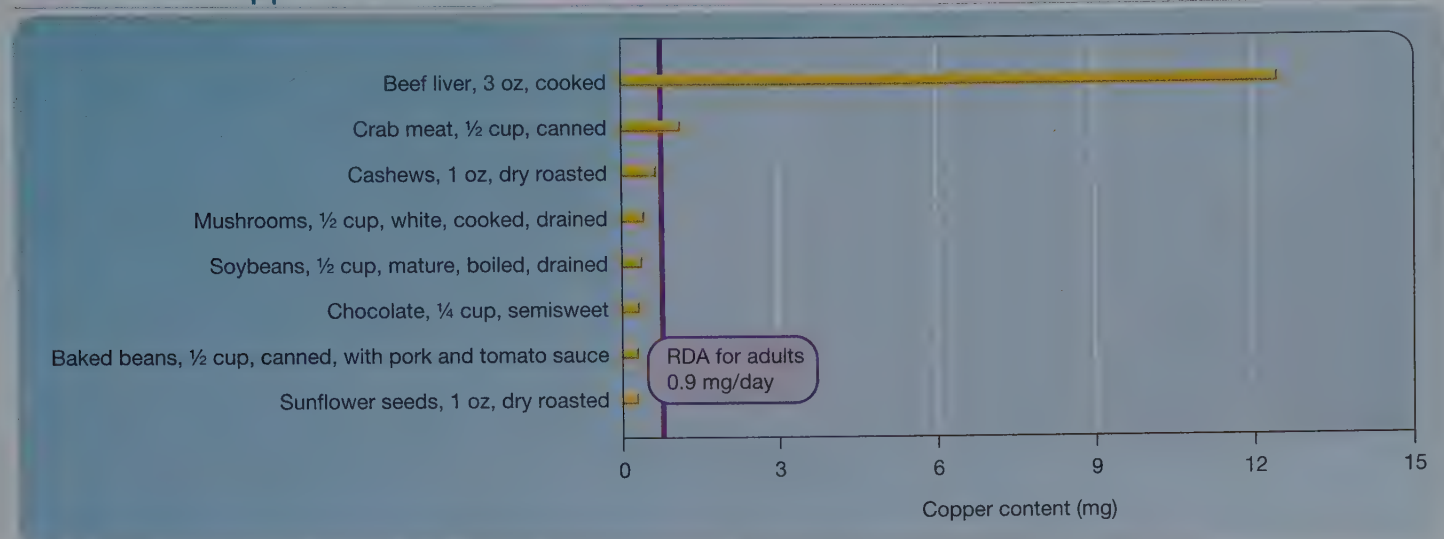 Beef liver, 3 oz, cooked
Crab meat, ½ cup, canned
Cashews, 1 oz, dry roasted
Mushrooms, ½ cup, white, cooked, drained
Soybeans, ½ cup, mature, boiled, drained
Chocolate, ¼ cup, semisweet
Baked beans, ½ cup, canned, with pork and tomato sauce
Sunflower seeds, 1 oz, dry roasted
RDA for adults
0.9 mg/day
0 3 6 9 12 15
Copper content (mg)